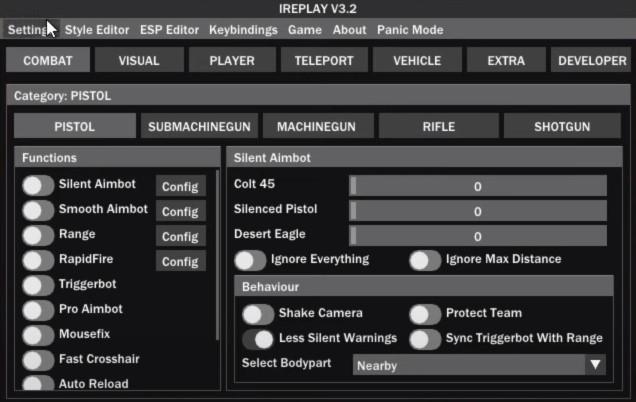 IREPLAY V3.2
Settings Style Editor ESP Editor Keybindings Game About Panic Mode
COMBAT VISUAL PLAYER TELEPORT VEHICLE EXTRA DEVELOPER
Category: PISTOL
PISTOL SUBMACHINEGUN MACHINEGUN RIFLE SHOTGUN
Functions
Silent Aimbot Config
Smooth Aimbot Config
Range Config
RapidFire Config
Triggerbot
Pro Aimbot
Mousefix
Fast Crosshair
Auto Reload
Silent Aimbot
Colt 45 0
Silenced Pistol 0
Desert Eagle 0
Ignore Everything Ignore Max Distance
Behaviour
Shake Camera Protect Team
Less Silent Warnings Sync Triggerbot With Range
Select Bodypart Nearby